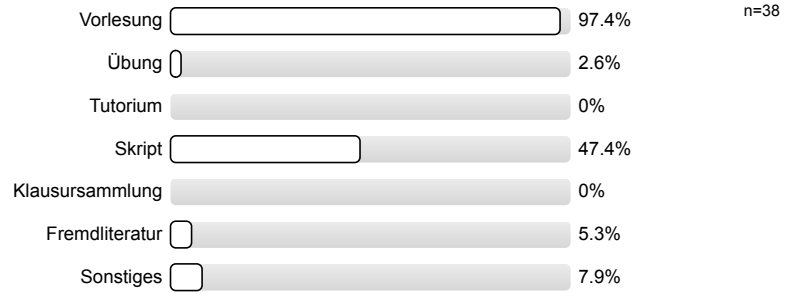 Vorlesung 97.4% n=38
Übung 2.6%
Tutorium 0%
Skript 47.4%
Klausursammlung 0%
Fremdliteratur 5.3%
Sonstiges 7.9%